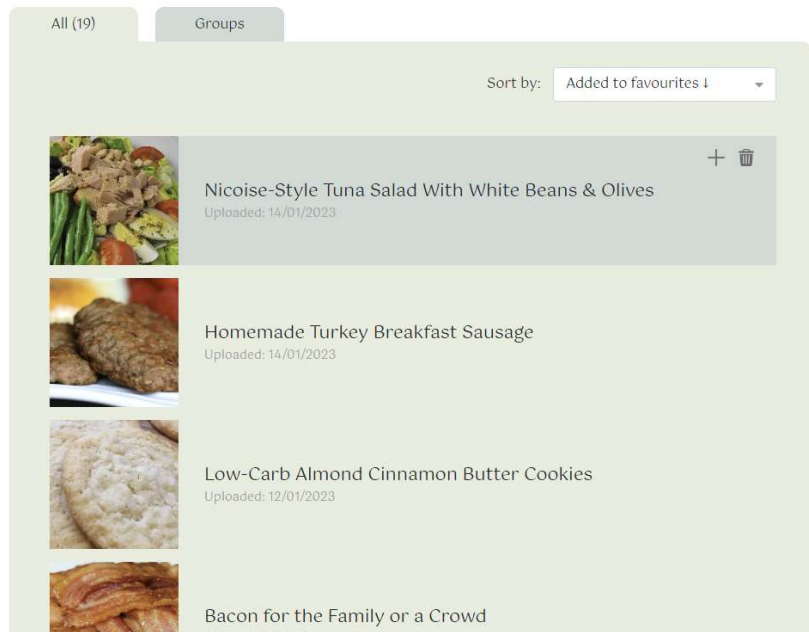 All (19)
Groups
Sort by:
Added to favourites ↓
Nicoise-Style Tuna Salad With White Beans & Olives
Uploaded: 14/01/2023
Homemade Turkey Breakfast Sausage
Uploaded: 14/01/2023
Low-Carb Almond Cinnamon Butter Cookies
Uploaded: 12/01/2023
Bacon for the Family or a Crowd